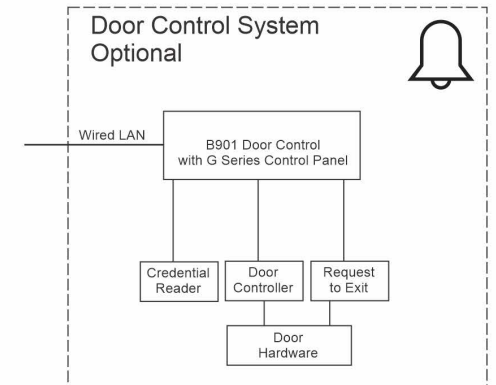 Door Control System
Optional
Wired LAN
B901 Door Control
with G Series Control Panel
Credential
Reader
Door
Controller
Request
to Exit
Door
Hardware